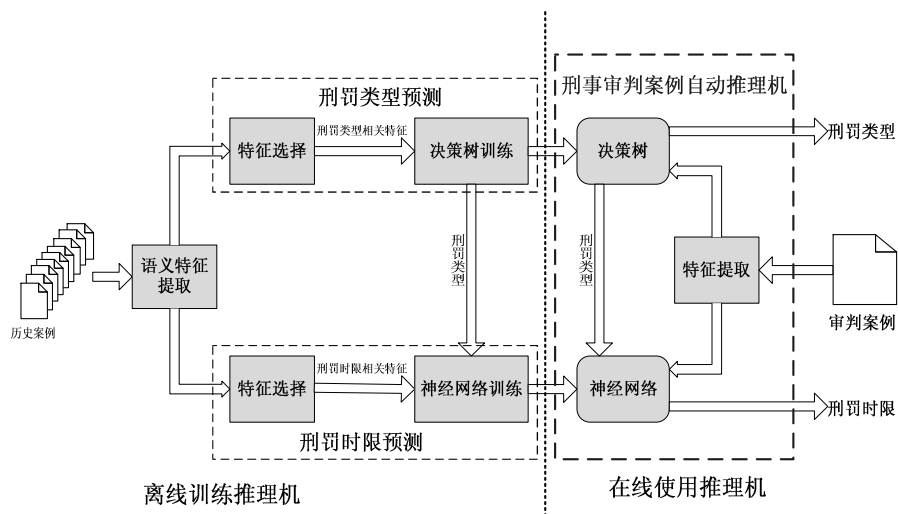 刑罚类型预测
特征选择
刑罚类型相关特征
决策树训练
刑事审判案例自动推理机
决策树
刑罚类型
历史案例
语义特征
提取
刑罚类型
刑罚类型
特征提取
审判案例
特征选择
刑罚时限相关特征
神经网络训练
刑罚时限预测
神经网络
刑罚时限
离线训练推理机
在线使用推理机